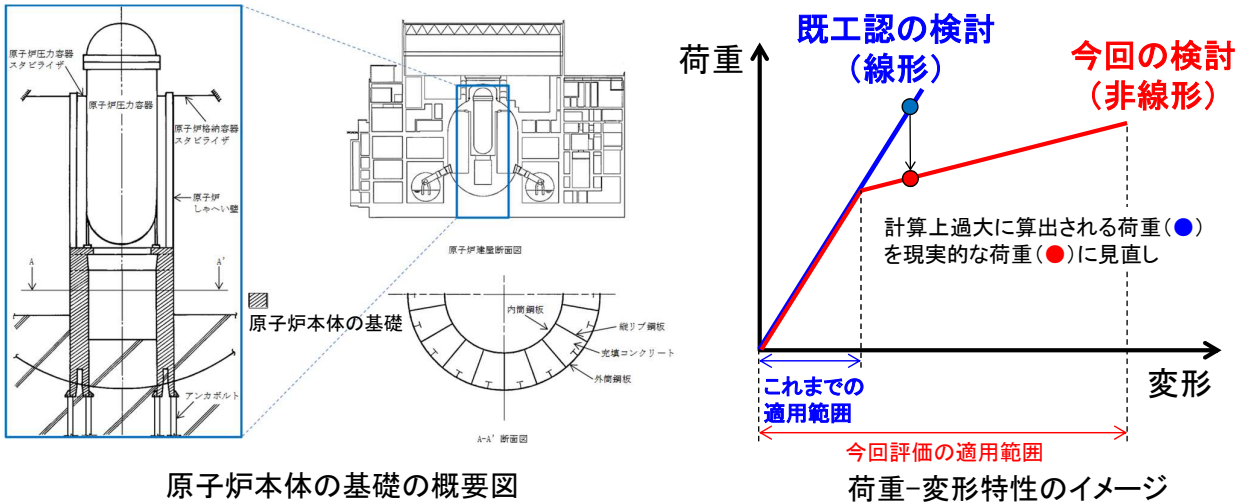 原子炉圧力容器
スタビライザ
原子炉圧力容器
原子炉格納容器
スタビライザ
原子炉
しゃへい壁
A
A'
アンカボルト
原子炉本体の基礎
原子炉建屋断面図
内筒鋼板
縦リブ鋼板
充填コンクリート
外筒鋼板
A-A' 断面図
原子炉本体の基礎の概要図
荷重
既工認の検討
（線形）
今回の検討
（非線形）
計算上過大に算出される荷重（●）
を現実的な荷重（●）に見直し
変形
これまでの
適用範囲
今回評価の適用範囲
荷重−変形特性のイメージ